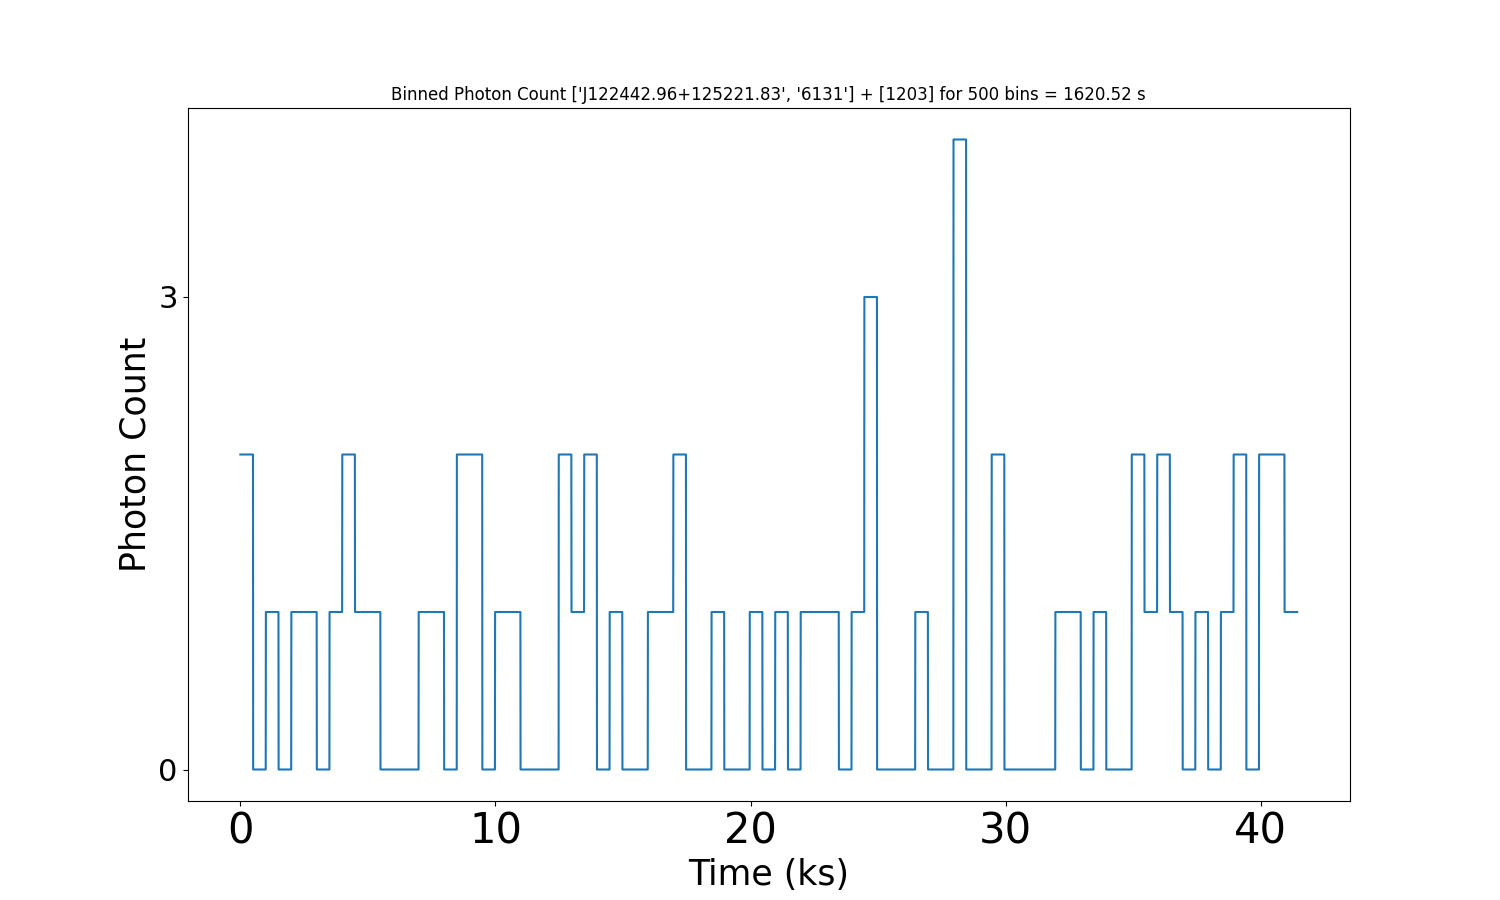 Binned Photon Count ['J122442.96+125221.83', '6131'] + [1203] for 500 bins = 1620.52 s
Photon Count
3
0
0 10 20 30 40
Time (ks)